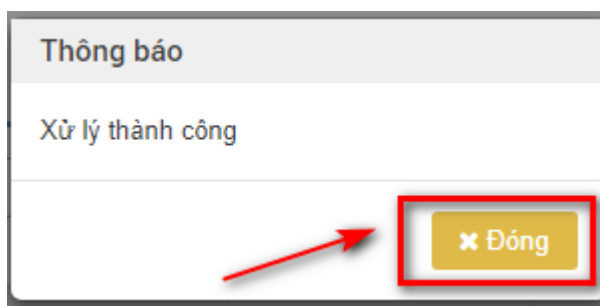 Thông báo
Xử lý thành công
✖ Đóng